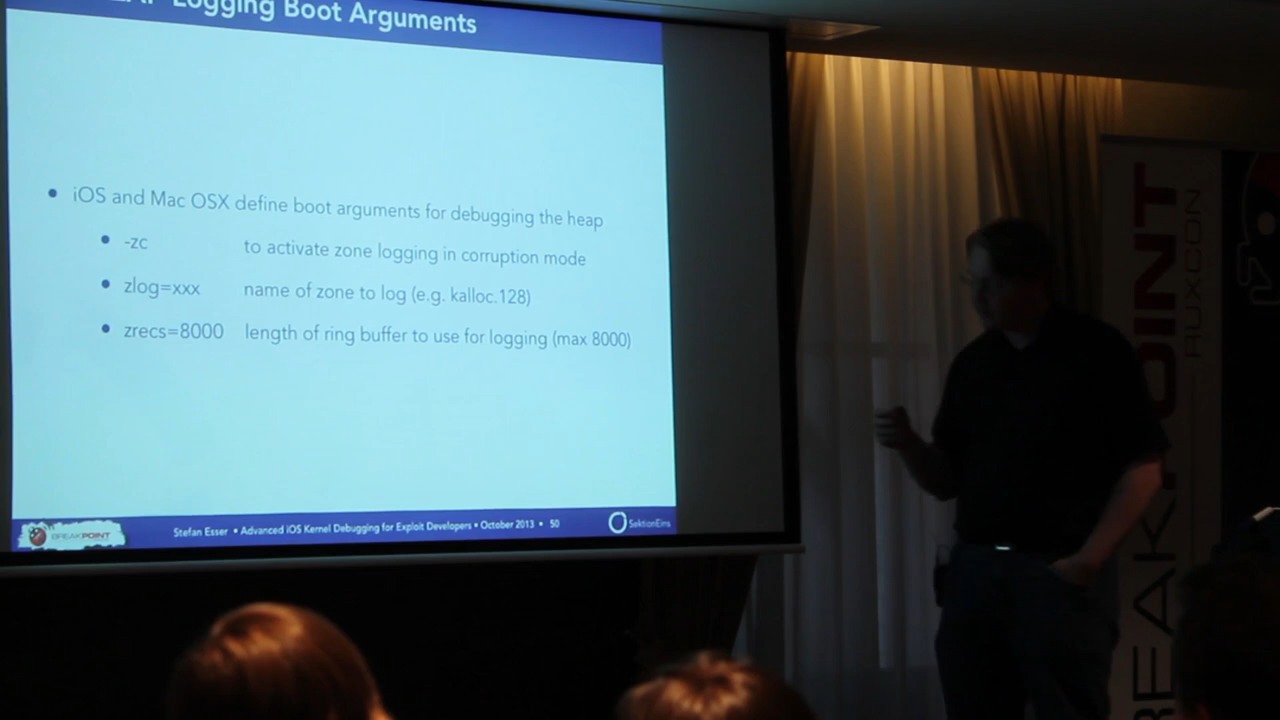 Logging Boot Arguments
• iOS and Mac OSX define boot arguments for debugging the heap
• -zc to activate zone logging in corruption mode
• zlog=xxx name of zone to log (e.g. kalloc.128)
• zrecs=8000 length of ring buffer to use for logging (max 8000)
BREAKPOINT
Stefan Esser • Advanced iOS Kernel Debugging for Exploit Developers • October 2013 • 50
SektionEins
BREAKPOINT
RUXCON